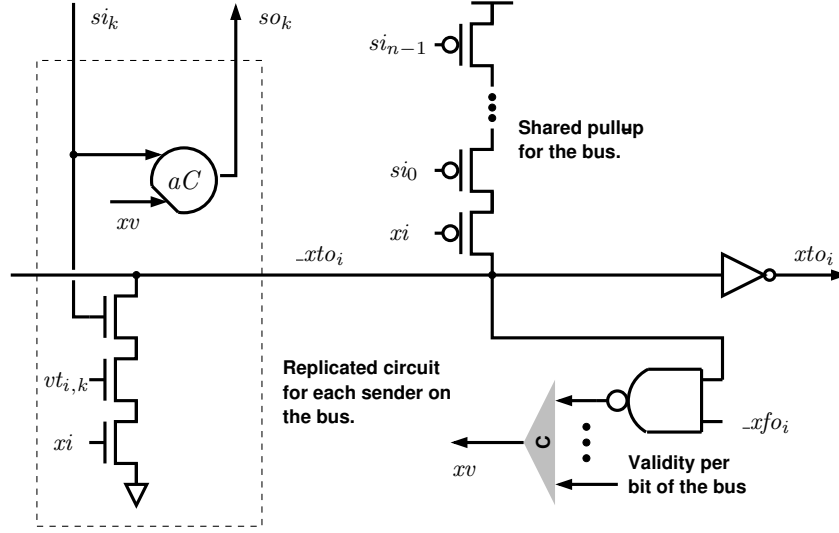 si_k
so_k
si_{n−1}
Shared pullup
for the bus.
aC
si_0
xv
xi
_xto_i
xto_i
Replicated circuit
for each sender on
the bus.
vt_{i,k}
_xfo_i
xi
C
xv
Validity per
bit of the bus